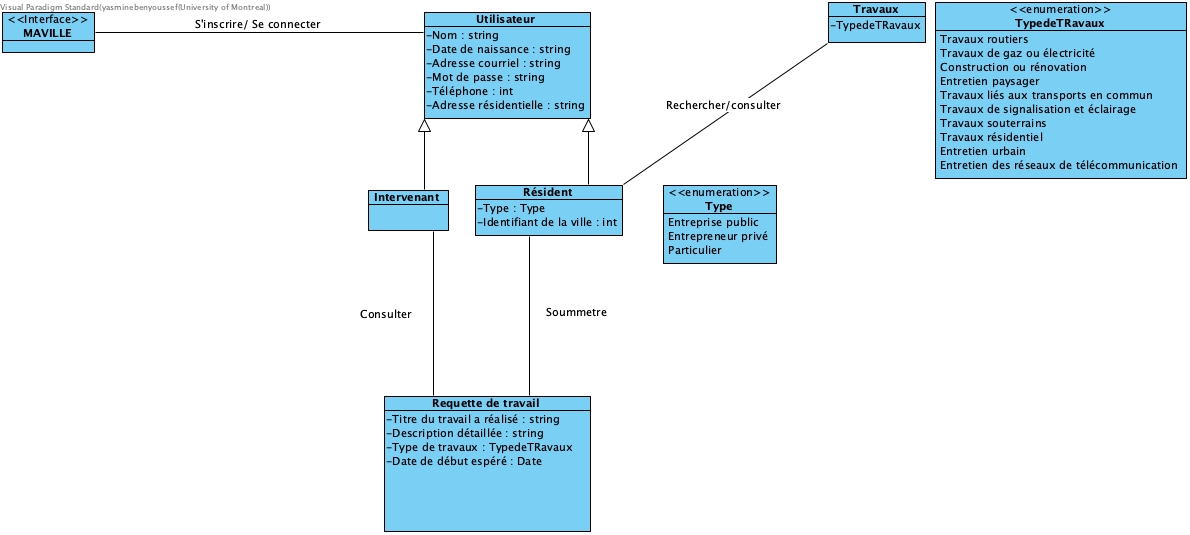 Visual Paradigm Standard(yasminebenyoussef(University of Montreal))
<<Interface>>
MAVILLE
S'inscrire/ Se connecter
Utilisateur
-Nom : string
-Date de naissance : string
-Adresse courriel : string
-Mot de passe : string
-Téléphone : int
-Adresse résidentielle : string
Travaux
-TypedeTRavaux
<<enumeration>>
TypedeTRavaux
Travaux routiers
Travaux de gaz ou électricité
Construction ou rénovation
Entretien paysager
Travaux liés aux transports en commun
Travaux de signalisation et éclairage
Travaux souterrains
Travaux résidentiel
Entretien urbain
Entretien des réseaux de télécommunication
Rechercher/consulter
Intervenant
Résident
-Type : Type
-Identifiant de la ville : int
<<enumeration>>
Type
Entreprise public
Entrepreneur privé
Particulier
Consulter
Soummetre
Requette de travail
-Titre du travail a réalisé : string
-Description détaillée : string
-Type de travaux : TypedeTRavaux
-Date de début espéré : Date